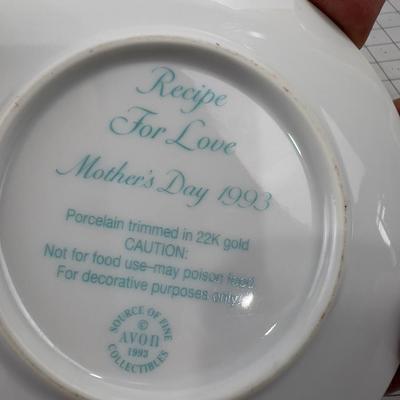 Recipe
For Love
Mother's Day 1993
Porcelain trimmed in 22K gold
CAUTION:
Not for food use–may poison food.
For decorative purposes only.
SOURCE OF FINE
©
AVON
1993
COLLECTIBLES